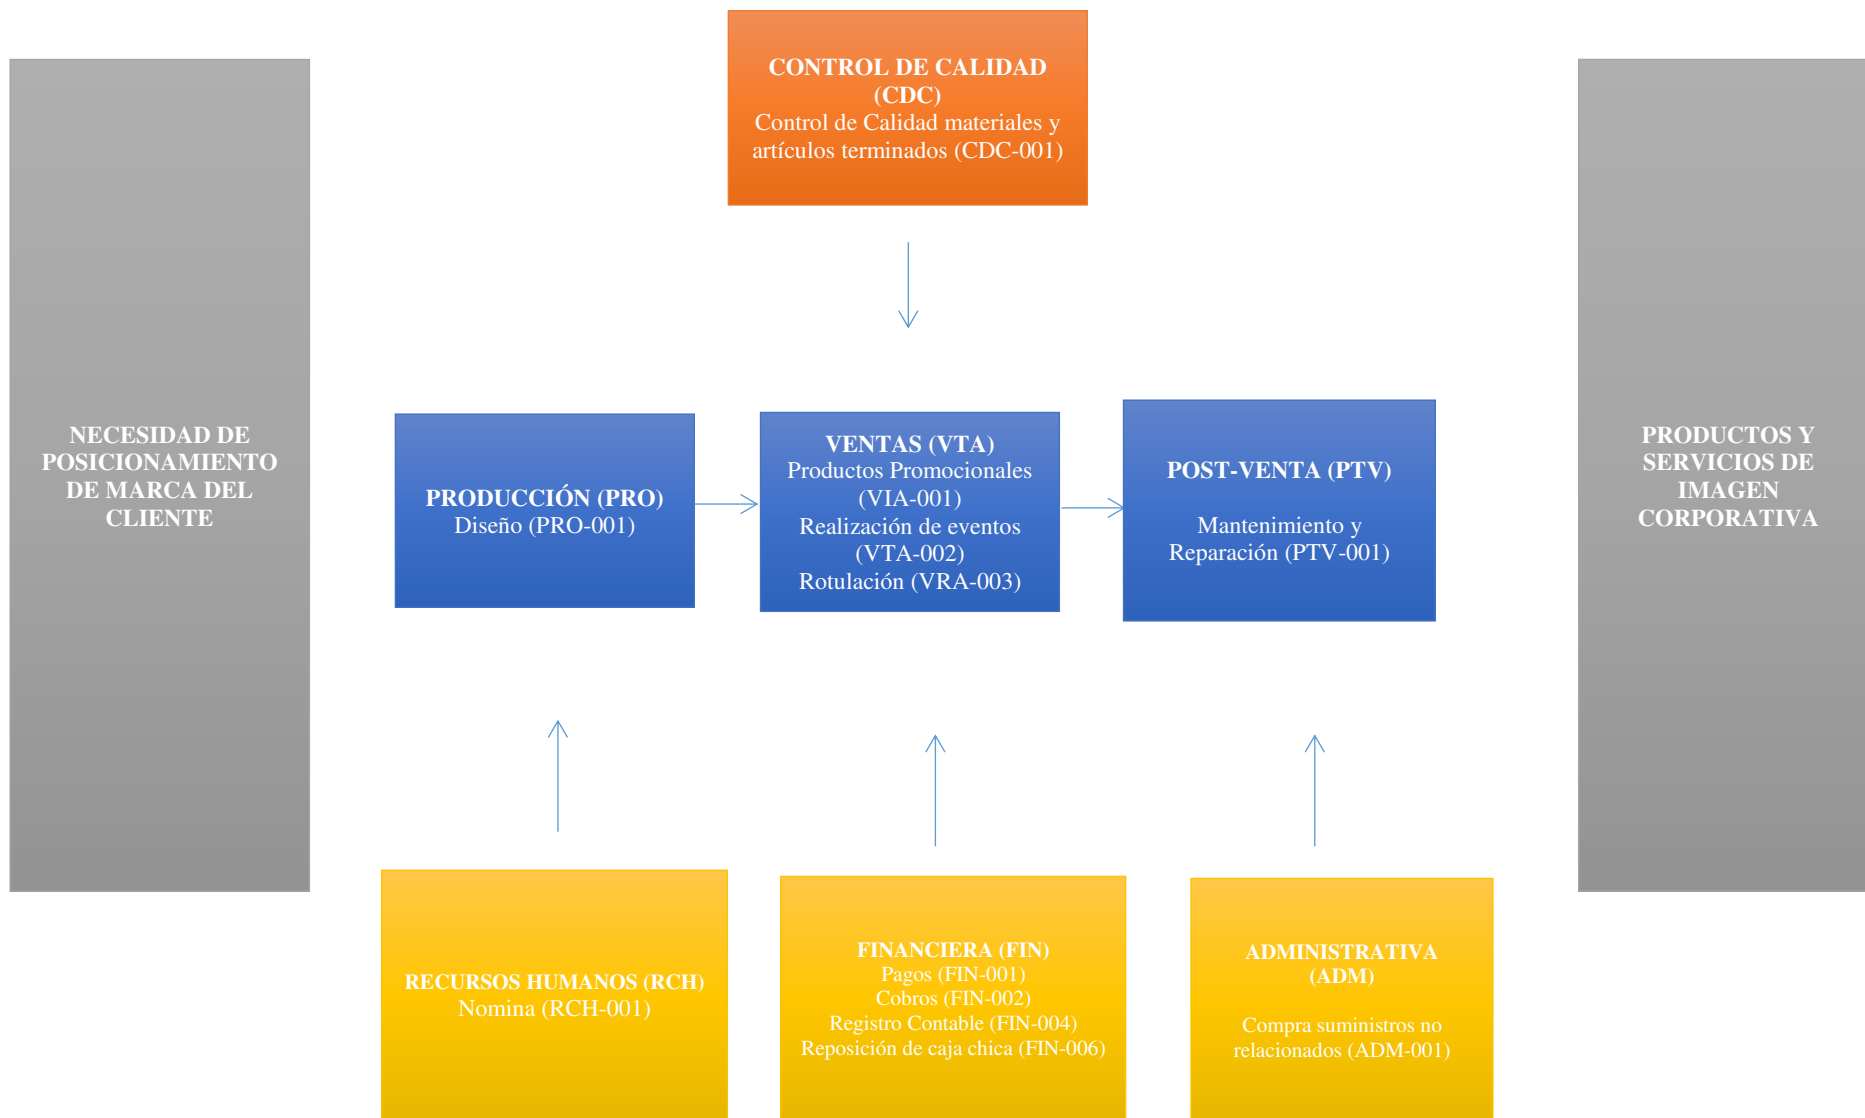 CONTROL DE CALIDAD
(CDC)
Control de Calidad materiales y
artículos terminados (CDC-001)
NECESIDAD DE
POSICIONAMIENTO
DE MARCA DEL
CLIENTE
PRODUCCIÓN (PRO)
Diseño (PRO-001)
VENTAS (VTA)
Productos Promocionales
(VIA-001)
Realización de eventos
(VTA-002)
Rotulación (VRA-003)
POST-VENTA (PTV)
Mantenimiento y
Reparación (PTV-001)
PRODUCTOS Y
SERVICIOS DE
IMAGEN
CORPORATIVA
RECURSOS HUMANOS (RCH)
Nomina (RCH-001)
FINANCIERA (FIN)
Pagos (FIN-001)
Cobros (FIN-002)
Registro Contable (FIN-004)
Reposición de caja chica (FIN-006)
ADMINISTRATIVA
(ADM)
Compra suministros no
relacionados (ADM-001)